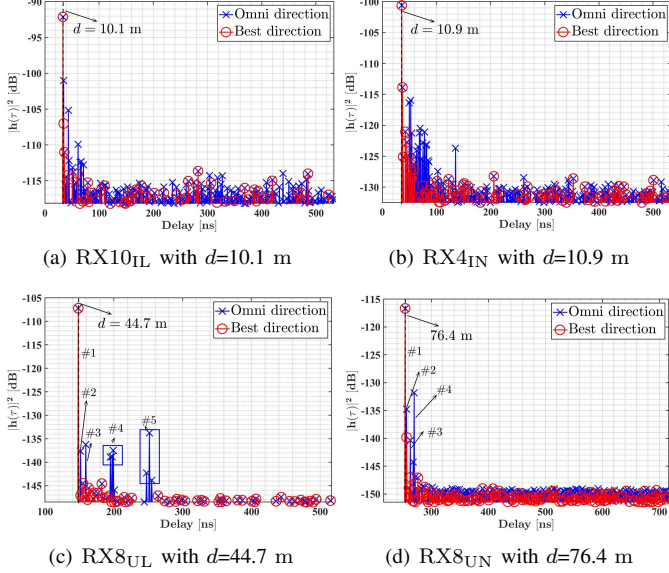 -90
-95
-100
-105
-110
-115
|h(τ)|² [dB]
d = 10.1 m
Omni direction
Best direction
0 100 200 300 400 500
Delay [ns]
(a) RX10IL with d=10.1 m
-100
-105
-110
-115
-120
-125
-130
|h(τ)|² [dB]
d = 10.9 m
Omni direction
Best direction
0 100 200 300 400 500
Delay [ns]
(b) RX4IN with d=10.9 m
-105
-110
-115
-120
-125
-130
-135
-140
-145
|h(τ)|² [dB]
d = 44.7 m
Omni direction
Best direction
#1
#2
#3
#4
#5
100 200 300 400 500
Delay [ns]
(c) RX8UL with d=44.7 m
-115
-120
-125
-130
-135
-140
-145
-150
|h(τ)|² [dB]
76.4 m
Omni direction
Best direction
#1
#2
#4
#3
200 300 400 500 600 700
Delay [ns]
(d) RX8UN with d=76.4 m